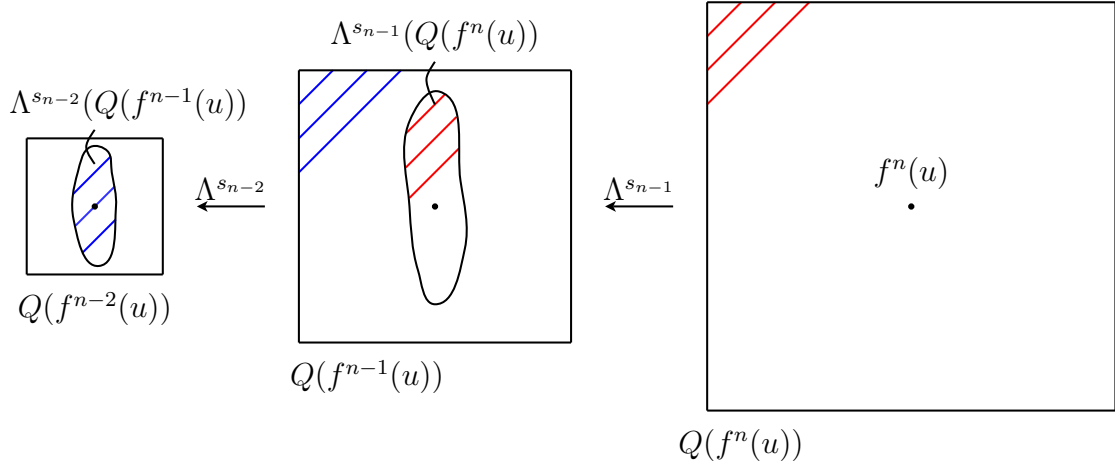 Λ^{s_{n-1}}(Q(f^n(u))
Λ^{s_{n-2}}(Q(f^{n-1}(u))
f^n(u)
Λ^{s_{n-2}}
Λ^{s_{n-1}}
Q(f^{n-2}(u))
Q(f^{n-1}(u))
Q(f^n(u))